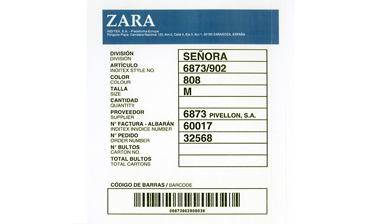 ZARA
INDITEX, S.A. - Plataforma Europa
DIVISIÓN SEÑORA
DIVISION
ARTÍCULO 6873/902
INDITEX STYLE NO.
COLOR 808
COLOUR
TALLA M
SIZE
CANTIDAD
QUANTITY
PROVEEDOR 6873 PIVELLON, S.A.
SUPPLIER
Nº FACTURA - ALBARÁN 60017
INDITEX INVOICE NUMBER
Nº PEDIDO 32568
ORDER NUMBER
Nº BULTOS
CARTON NO.
TOTAL BULTOS
TOTAL CARTONS
CÓDIGO DE BARRAS / BARCODE